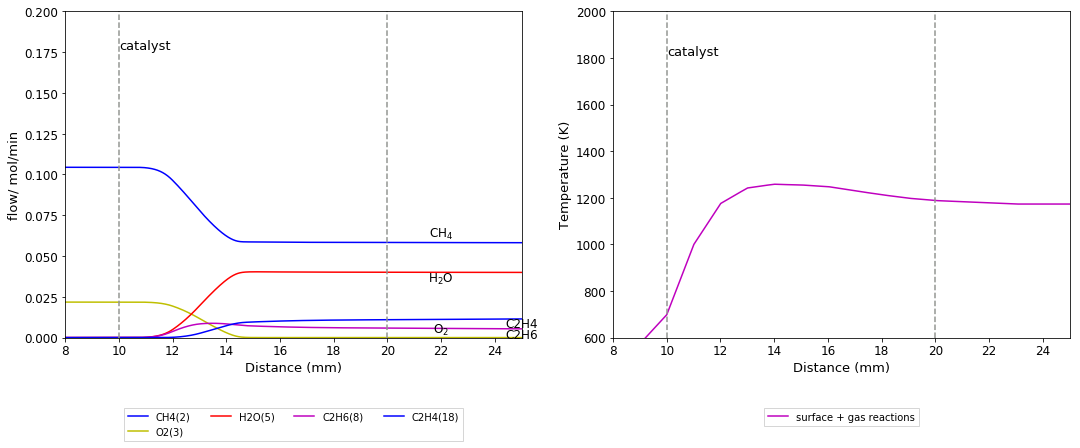 0.200
0.175
0.150
0.125
0.100
0.075
0.050
0.025
0.000
flow/ mol/min
catalyst
CH₄
H₂O
O₂
C2H4
C2H6
8 10 12 14 16 18 20 22 24
Distance (mm)
CH4(2) H2O(5) C2H6(8) C2H4(18)
O2(3)
2000
1800
1600
1400
1200
1000
800
600
Temperature (K)
catalyst
8 10 12 14 16 18 20 22 24
Distance (mm)
surface + gas reactions